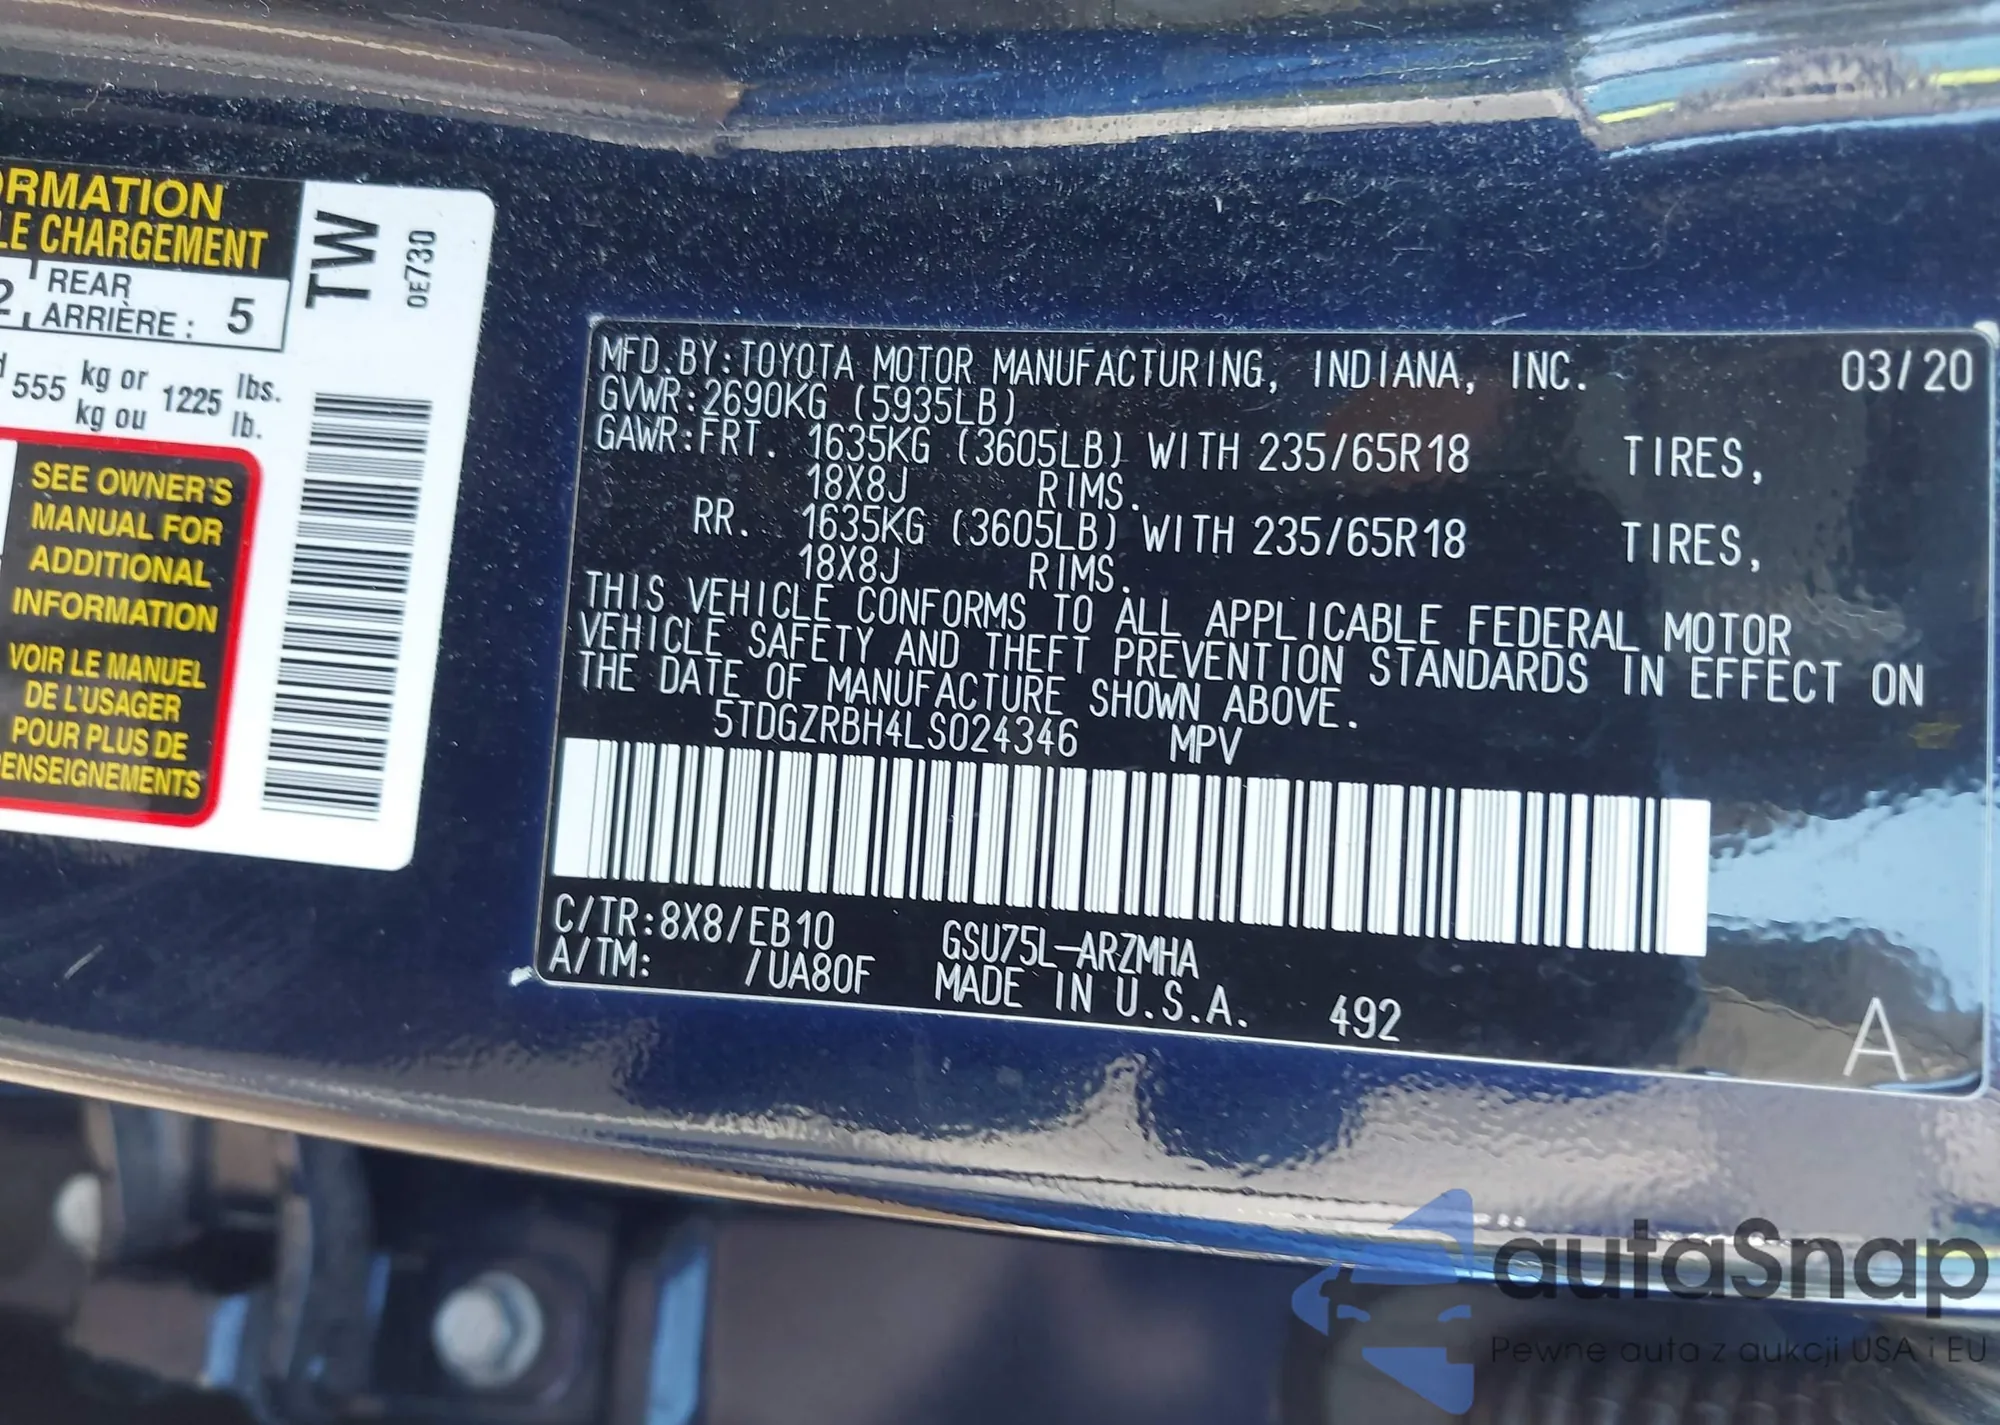 ORMATION
LE CHARGEMENT
2 REAR
ARRIÈRE : 5
555 kg or 1225 lbs.
kg ou lb.
SEE OWNER'S
MANUAL FOR
ADDITIONAL
INFORMATION
VOIR LE MANUEL
DE L'USAGER
POUR PLUS DE
ENSEIGNEMENTS
TW
0E730
MFD.BY:TOYOTA MOTOR MANUFACTURING, INDIANA, INC. 03/20
GVWR:2690KG (5935LB)
GAWR:FRT. 1635KG (3605LB) WITH 235/65R18 TIRES,
18X8J RIMS.
RR. 1635KG (3605LB) WITH 235/65R18 TIRES,
18X8J RIMS.
THIS VEHICLE CONFORMS TO ALL APPLICABLE FEDERAL MOTOR
VEHICLE SAFETY AND THEFT PREVENTION STANDARDS IN EFFECT ON
THE DATE OF MANUFACTURE SHOWN ABOVE.
5TDGZRBH4LS024346 MPV
C/TR:8X8/EB10 GSU75L-ARZMHA
A/TM: /UA80F MADE IN U.S.A. 492
A
autaSnap
Pewne auta z aukcji USA i EU